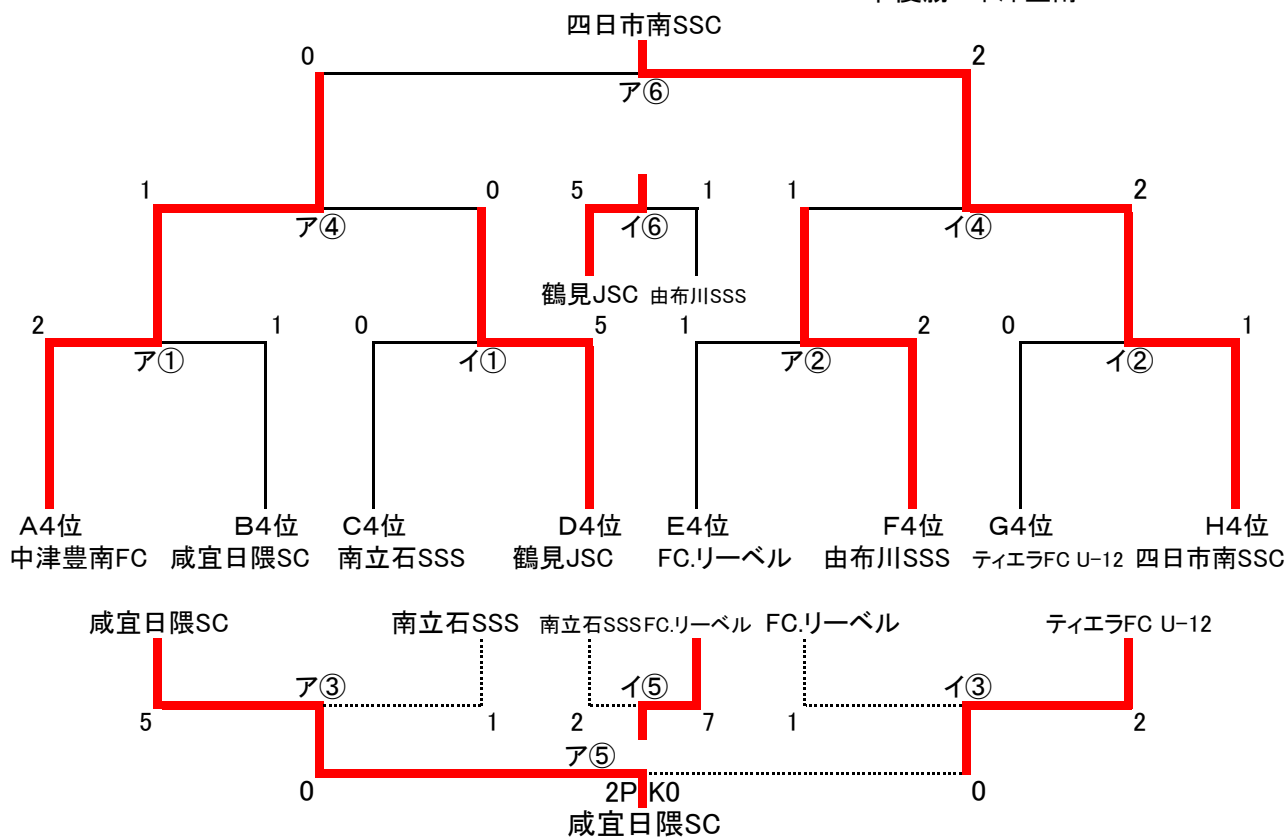 四日市南SSC
0 2
ア⑥
1 0 5 1 1 2
ア④ イ⑥ イ④
鶴見JSC 由布川SSS
2 1 0 5 1 2 0 1
ア① イ① ア② イ②
A4位 B4位 C4位 D4位 E4位 F4位 G4位 H4位
中津豊南FC 咸宜日隈SC 南立石SSS 鶴見JSC FC.リーベル 由布川SSS ティエラFC U-12 四日市南SSC
咸宜日隈SC 南立石SSS 南立石SSS FC.リーベル FC.リーベル ティエラFC U-12
ア③ イ⑤ イ③
5 1 2 7 1 2
ア⑤
0 2PK0 0
咸宜日隈SC